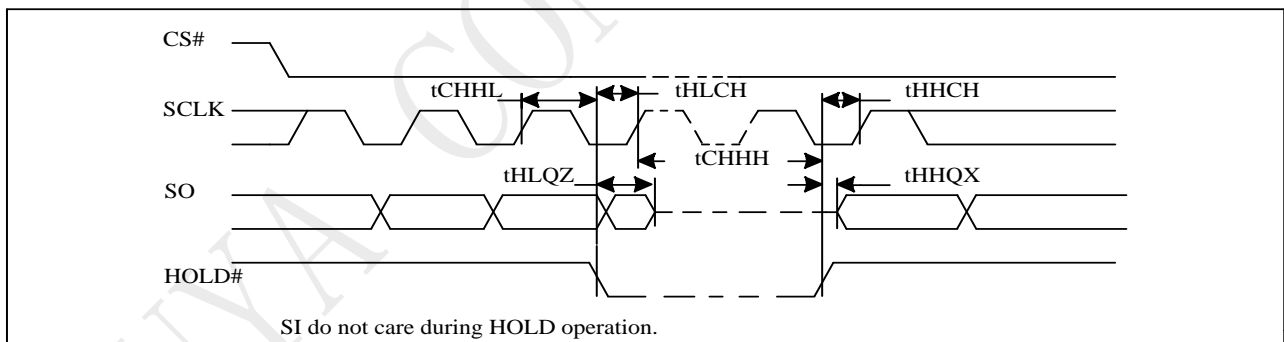 CS#
tCHHL
tHLCH
tHHCH
SCLK
tCHHH
tHLQZ
tHHQX
SO
HOLD#
SI do not care during HOLD operation.